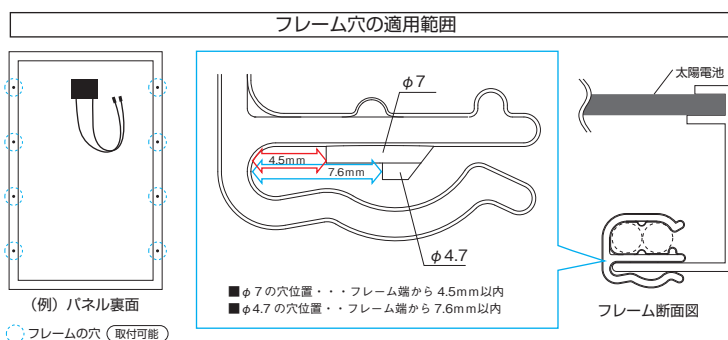 フレーム穴の適用範囲
太陽電池
φ7
4.5mm
7.6mm
φ4.7
■φ7の穴位置・・・フレーム端から4.5mm以内
■φ4.7の穴位置・・フレーム端から7.6mm以内
(例) パネル裏面
フレームの穴 (取付可能)
フレーム断面図